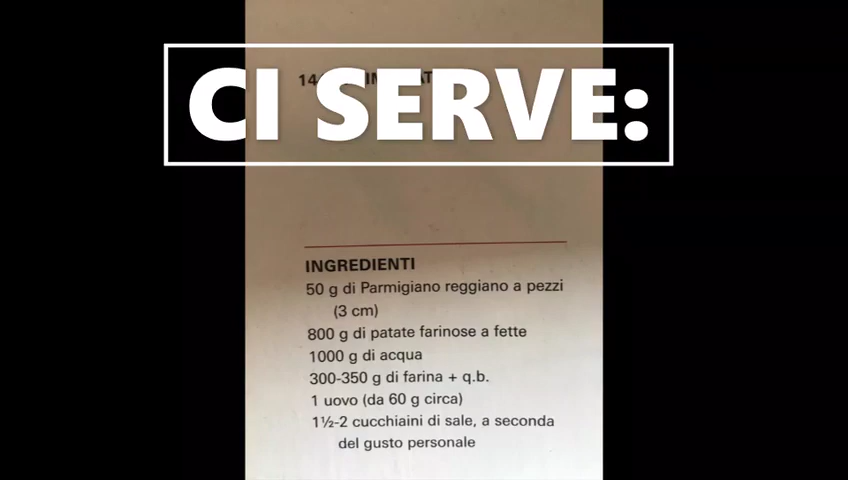 CI SERVE:
14
INGREDIENTI
50 g di Parmigiano reggiano a pezzi
(3 cm)
800 g di patate farinose a fette
1000 g di acqua
300-350 g di farina + q.b.
1 uovo (da 60 g circa)
1½-2 cucchiaini di sale, a seconda
del gusto personale